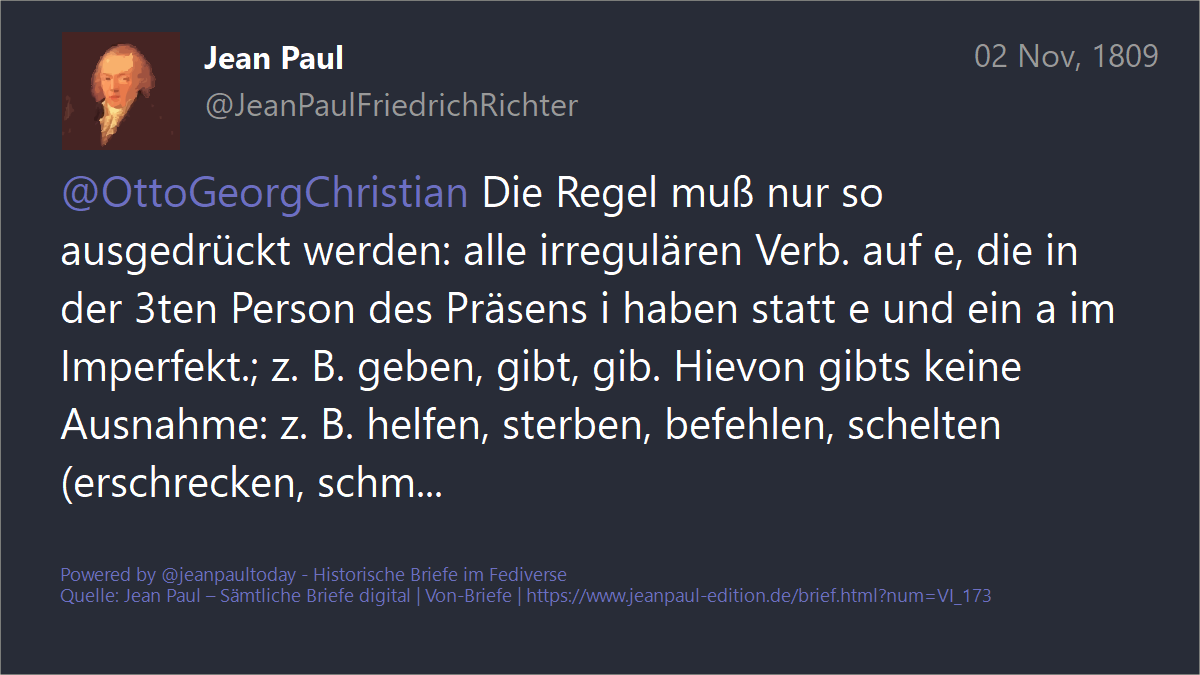 Jean Paul
02 Nov, 1809
@JeanPaulFriedrichRichter
@OttoGeorgChristian Die Regel muß nur so
ausgedrückt werden: alle irregulären Verb. auf e, die in
der 3ten Person des Präsens i haben statt e und ein a im
Imperfekt.; z. B. geben, gibt, gib. Hievon gibts keine
Ausnahme: z. B. helfen, sterben, befehlen, schelten
(erschrecken, schm...
Powered by @jeanpaultoday - Historische Briefe im Fediverse
Quelle: Jean Paul – Sämtliche Briefe digital | Von-Briefe | https://www.jeanpaul-edition.de/brief.html?num=VI_173